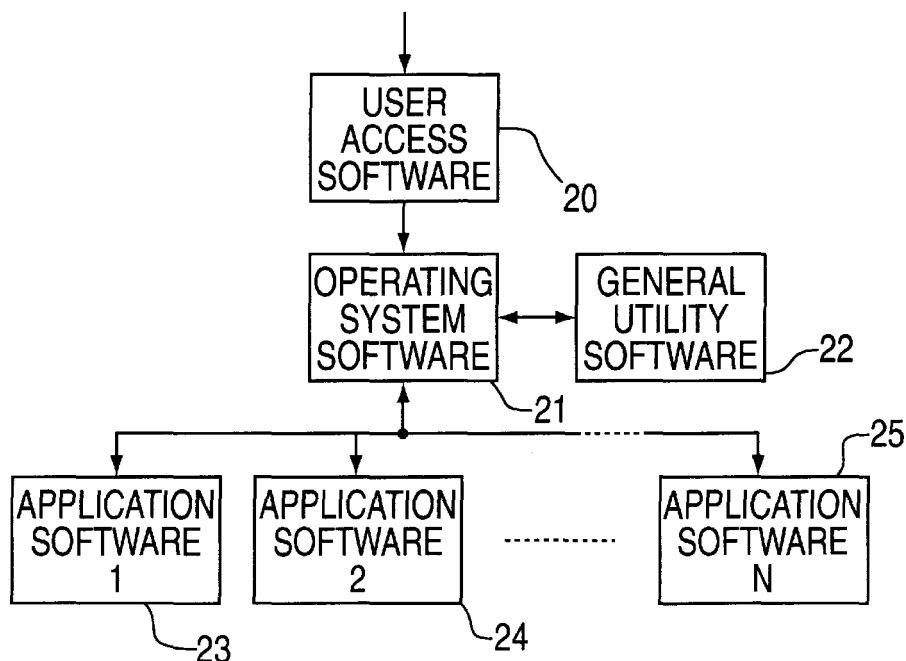 USER
ACCESS
SOFTWARE
20
OPERATING
SYSTEM
SOFTWARE
21
GENERAL
UTILITY
SOFTWARE
22
APPLICATION
SOFTWARE
1
23
APPLICATION
SOFTWARE
2
24
25
APPLICATION
SOFTWARE
N